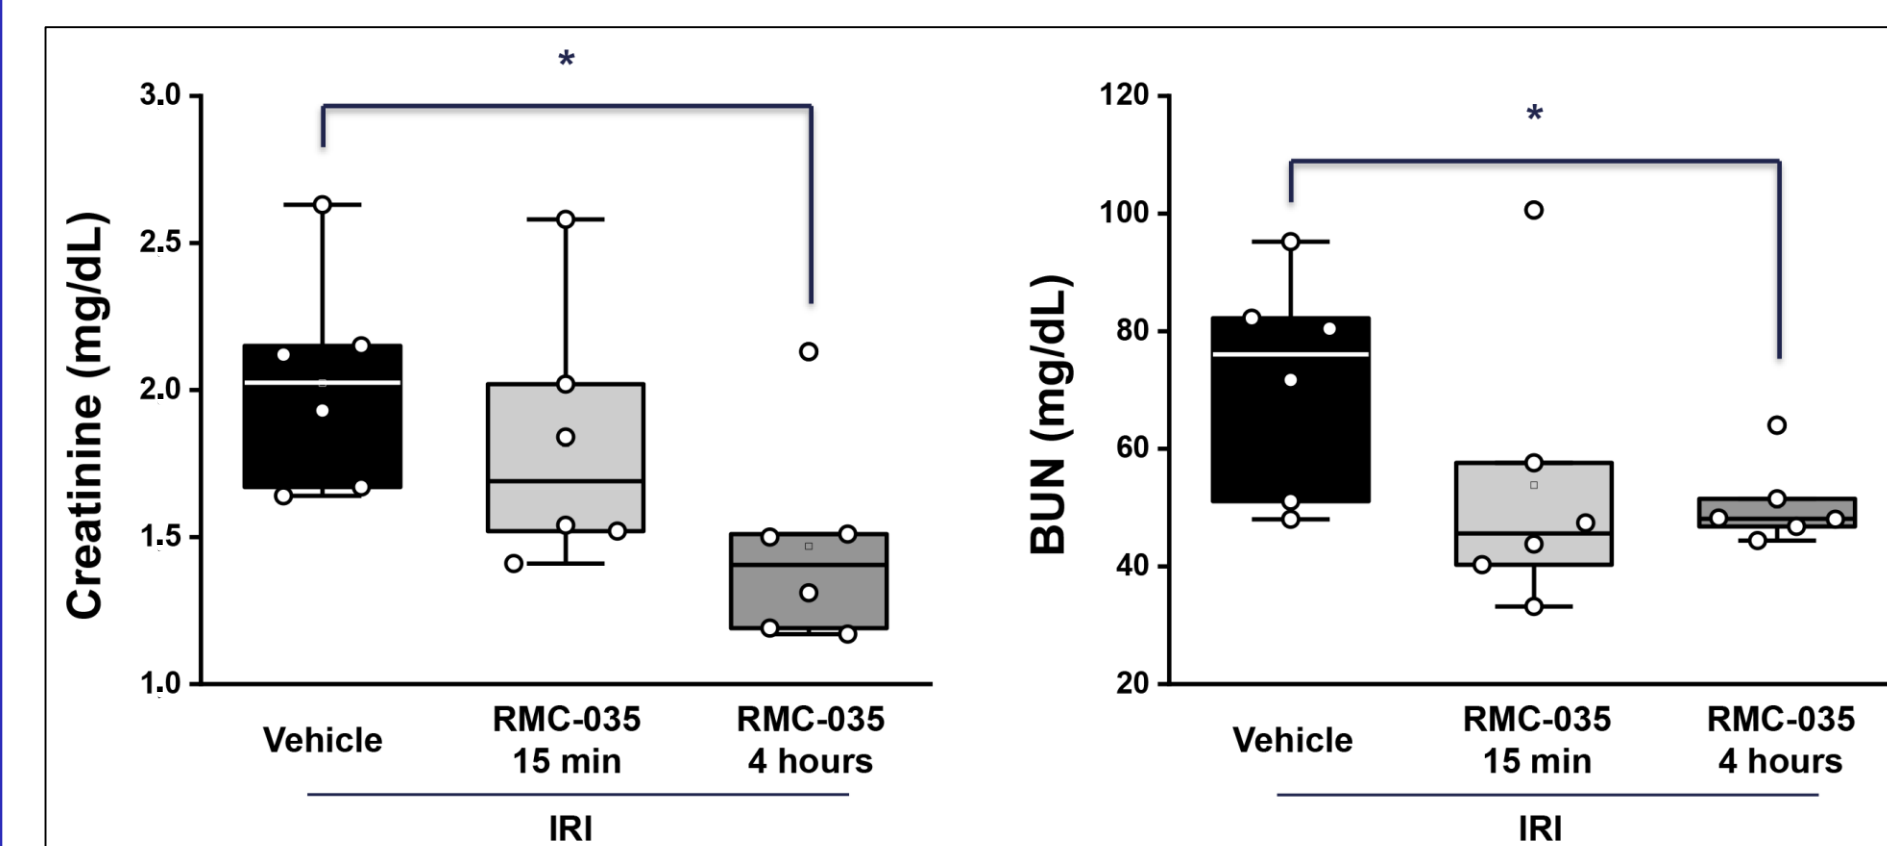 *
3.0
2.5
2.0
1.5
1.0
Creatinine (mg/dL)
Vehicle
RMC-035
15 min
RMC-035
4 hours
IRI
*
120
100
80
60
40
20
BUN (mg/dL)
Vehicle
RMC-035
15 min
RMC-035
4 hours
IRI